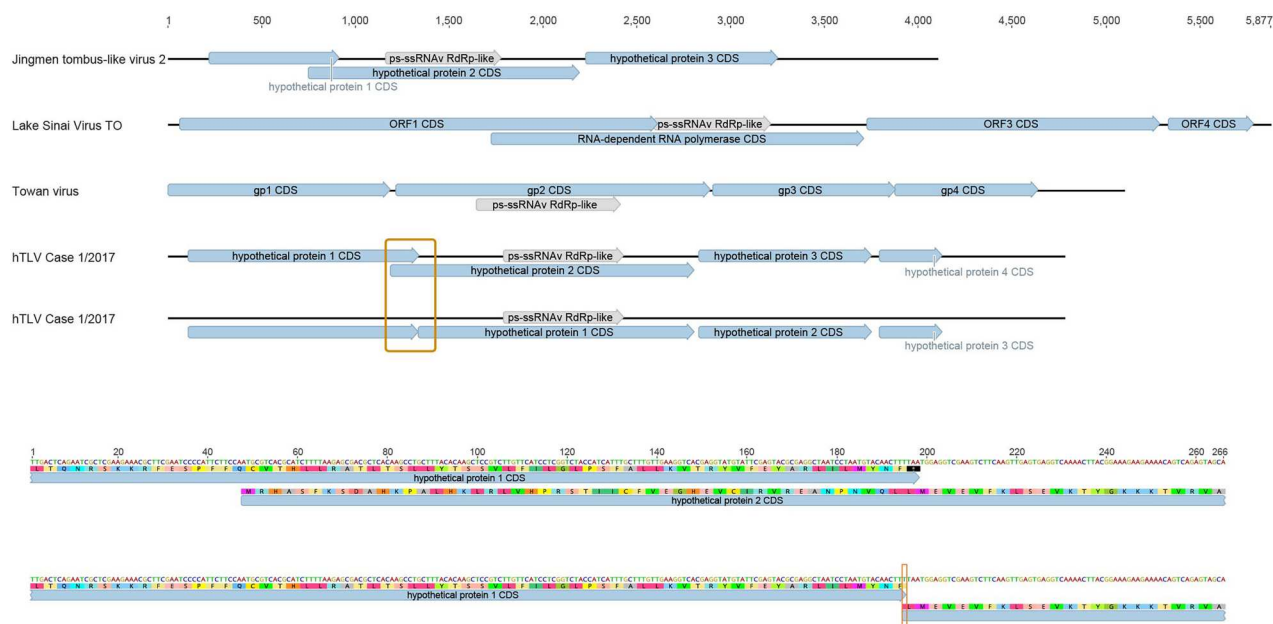 1 500 1,000 1,500 2,000 2,500 3,000 3,500 4,000 4,500 5,000 5,500 5,877
Jingmen tombus-like virus 2 ps-ssRNAv RdRp-like hypothetical protein 3 CDS
hypothetical protein 2 CDS
hypothetical protein 1 CDS
Lake Sinai Virus TO ORF1 CDS ps-ssRNAv RdRp-like ORF3 CDS ORF4 CDS
RNA-dependent RNA polymerase CDS
Towan virus gp1 CDS gp2 CDS gp3 CDS gp4 CDS
ps-ssRNAv RdRp-like
hTLV Case 1/2017 hypothetical protein 1 CDS ps-ssRNAv RdRp-like hypothetical protein 3 CDS
hypothetical protein 2 CDS hypothetical protein 4 CDS
hTLV Case 1/2017 ps-ssRNAv RdRp-like
hypothetical protein 1 CDS hypothetical protein 2 CDS
hypothetical protein 3 CDS
1 20 40 60 80 100 120 140 160 180 200 220 240 260 266
TTGACTCAGAATCGCTCGAAGAAACGCTTCGAATCCCCATTCTTCCAATGCGTCACGCATCTTTTAAGAGCGACGCTCACAAGCCTGCTTTACACAAGCTCCGTCTTGTTCATCCTCGGTCTACCATCATTTGCTTTGTTGAAGGTCACGAGGTATGTATTCGAGTACGCGAGGCTAATCCTAATGTACAACTTTTAATGGAGGTCGAAGTCTTCAAGTTGAGTGAGGTCAAAACTTACGGAAAGAAGAAAACAGTCAGAGTAGCA
L T Q N R S K K R F E S P F F Q C V T H L L R A T L T S L L Y T S S V L F I L G L P S F A L L K V T R Y V F E Y A R L I L M Y N F *
hypothetical protein 1 CDS
M R H A S F K S D A H K P A L H K L R L V H P R S T I I C F V E G H E V C I R V R E A N P N V Q L L M E V E V F K L S E V K T Y G K K K T V R V A
hypothetical protein 2 CDS
TTGACTCAGAATCGCTCGAAGAAACGCTTCGAATCCCCATTCTTCCAATGCGTCACGCATCTTTTAAGAGCGACGCTCACAAGCCTGCTTTACACAAGCTCCGTCTTGTTCATCCTCGGTCTACCATCATTTGCTTTGTTGAAGGTCACGAGGTATGTATTCGAGTACGCGAGGCTAATCCTAATGTACAACTTTTAATGGAGGTCGAAGTCTTCAAGTTGAGTGAGGTCAAAACTTACGGAAAGAAGAAAACAGTCAGAGTAGCA
L T Q N R S K K R F E S P F F Q C V T H L L R A T L T S L L Y T S S V L F I L G L P S F A L L K V T R Y V F E Y A R L I L M Y N F
hypothetical protein 1 CDS
L M E V E V F K L S E V K T Y G K K K T V R V A